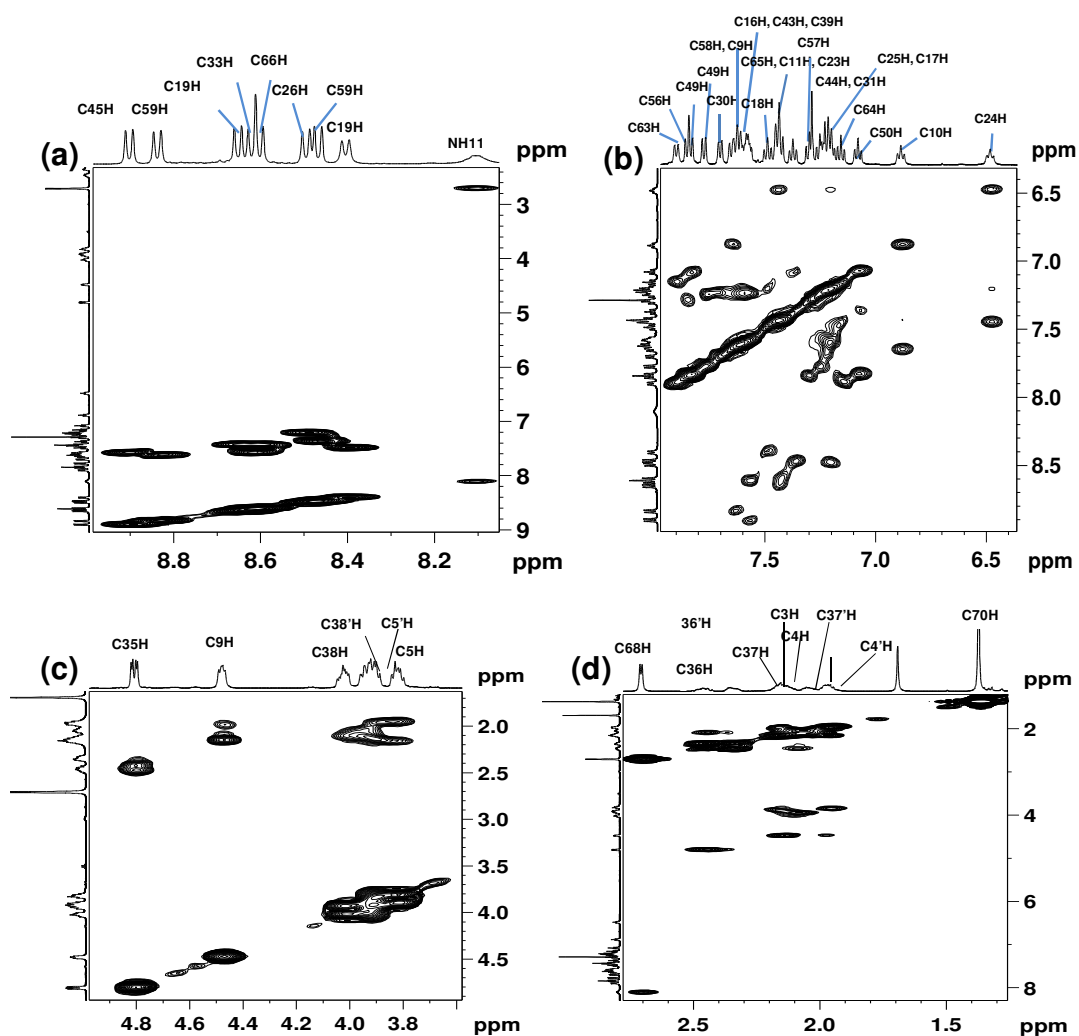 C33H
C66H
C19H
C26H
C59H
C45H
C59H
C19H
NH11
(a)
ppm
3
4
5
6
7
8
9
8.8
8.6
8.4
8.2
ppm
C16H, C43H, C39H
C58H, C9H
C57H
C65H, C11H, C23H
C25H, C17H
C49H
C49H
C44H, C31H
C56H
C30H
C18H
C64H
C63H
C50H
C10H
C24H
(b)
ppm
6.5
7.0
7.5
8.0
8.5
7.5
7.0
6.5
ppm
C38'H
C5'H
C35H
C9H
C38H
C5H
(c)
ppm
2.0
2.5
3.0
3.5
4.0
4.5
4.8
4.6
4.4
4.2
4.0
3.8
ppm
C3H
C37'H
C70H
36'H
C4H
C68H
C36H
C37H
C4'H
(d)
ppm
2
4
6
8
2.5
2.0
1.5
ppm